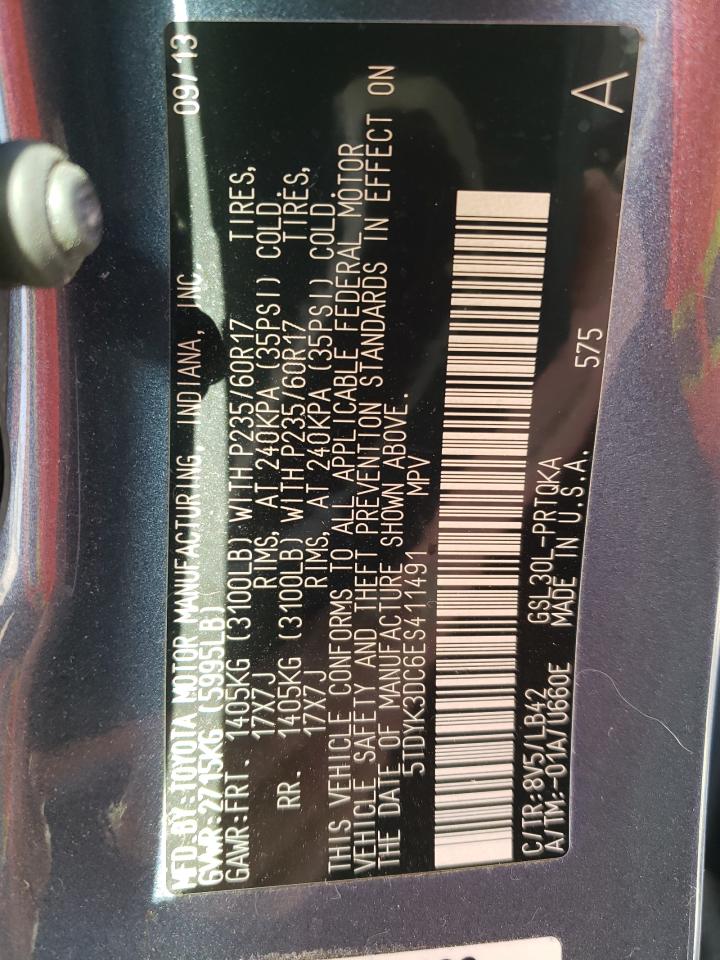 MFD BY:TOYOTA MOTOR MANUFACTURING, INDIANA, INC. 09/13
GVWR:2715KG (5995LB)
GAWR:FRT. 1405KG (3100LB) WITH P235/60R17 TIRES,
17X7J RIMS, AT 240KPA (35PSI) COLD.
RR. 1405KG (3100LB) WITH P235/60R17 TIRES,
17X7J RIMS, AT 240KPA (35PSI) COLD.
THIS VEHICLE CONFORMS TO ALL APPLICABLE FEDERAL MOTOR
VEHICLE SAFETY AND THEFT PREVENTION STANDARDS IN EFFECT ON
THE DATE OF MANUFACTURE SHOWN ABOVE.
5TDYK3DC6ES411491 MPV
C/TR:8V5/LB42 GSL30L-PRTQKA
A/TM:-01A/U660E MADE IN U.S.A. 575 A